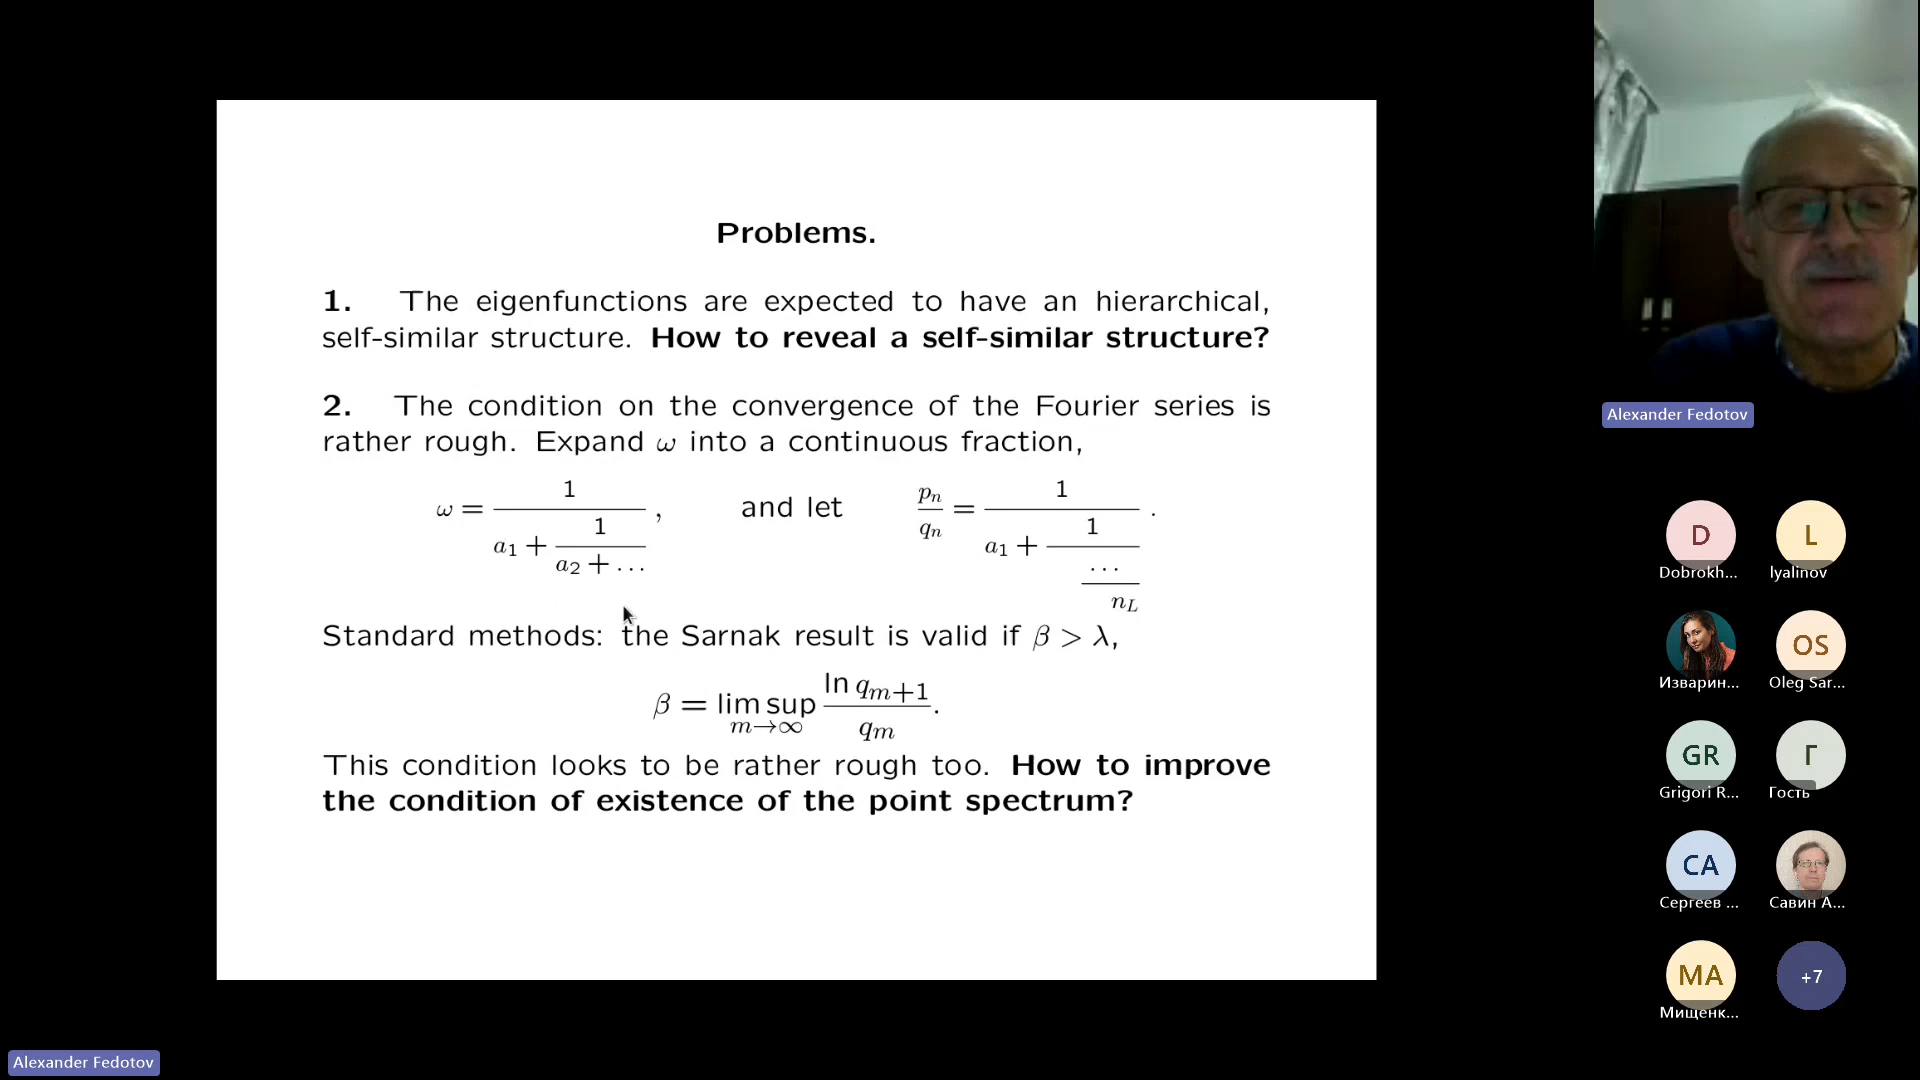 Problems.
1. The eigenfunctions are expected to have an hierarchical,
self-similar structure. How to reveal a self-similar structure?
2. The condition on the convergence of the Fourier series is
rather rough. Expand ω into a continuous fraction,
ω = 1 / (a₁ + 1 / (a₂ + ...)) , and let pₙ/qₙ = 1 / (a₁ + 1 / (... / n_L)) .
Standard methods: the Sarnak result is valid if β > λ,
β = lim sup_{m→∞} ln q_{m+1} / q_m.
This condition looks to be rather rough too. How to improve
the condition of existence of the point spectrum?
Alexander Fedotov
D
L
Dobrokh...
lyalinov
OS
Изварин...
Oleg Sar...
GR
Г
Grigori R...
Гость
CA
Сергеев ...
Савин А...
MA
+7
Мищенк...
Alexander Fedotov